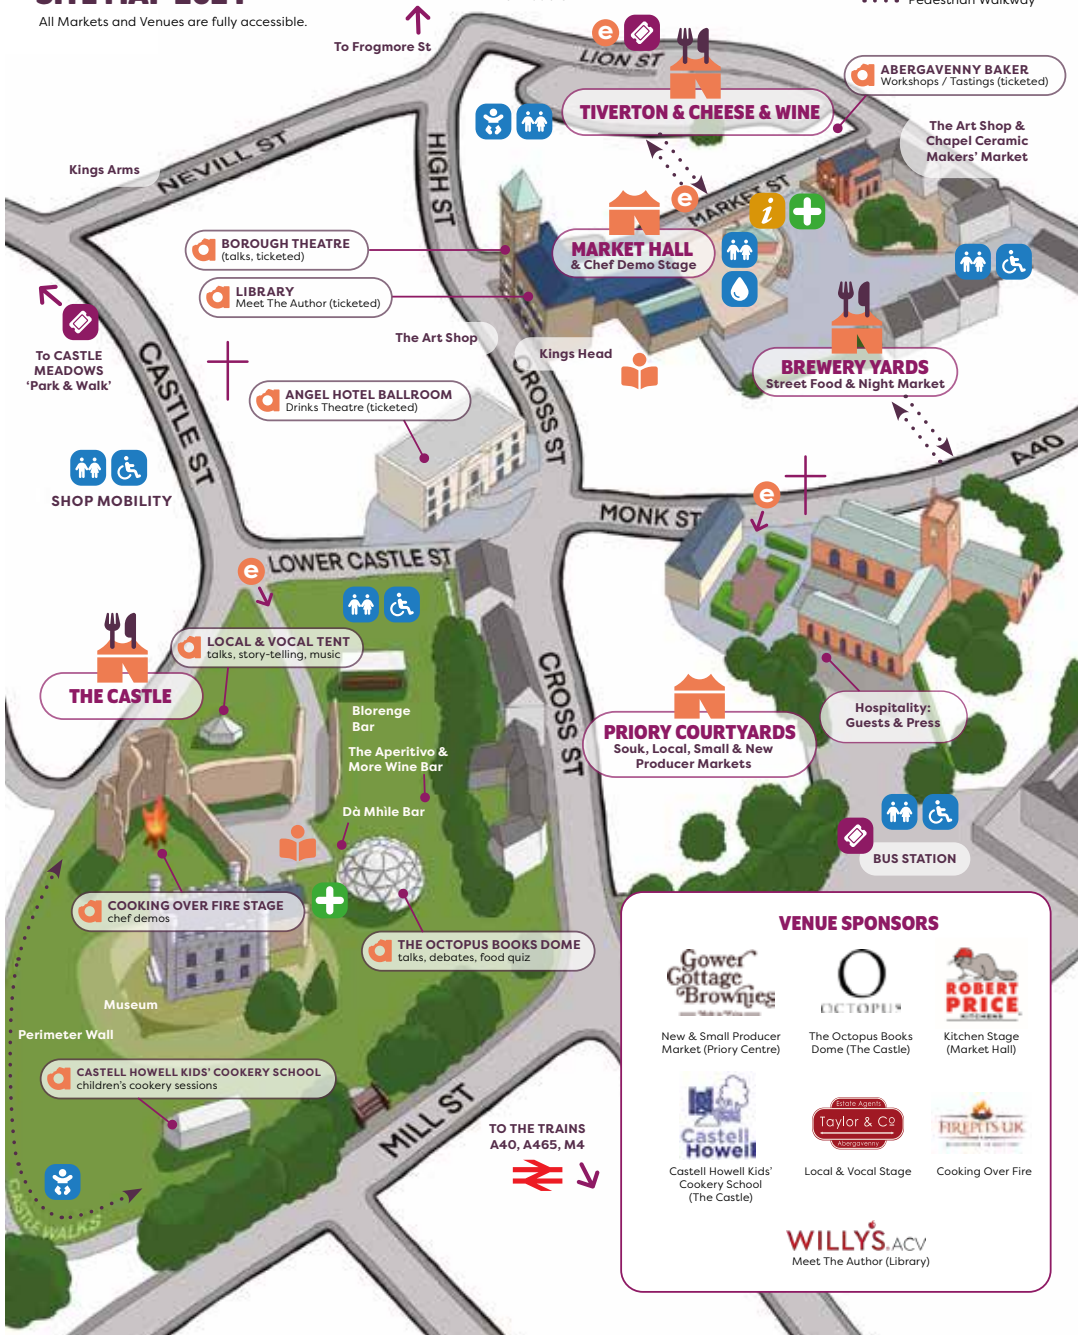 All Markets and Venues are fully accessible.
Pedestrian Walkway
To Frogmore St
e
LION ST
TIVERTON & CHEESE & WINE
ABERGAVENNY BAKER
Workshops / Tastings (ticketed)
The Art Shop &
Chapel Ceramic
Makers' Market
Kings Arms
NEVILL ST
HIGH ST
MARKET ST
e
i
BOROUGH THEATRE
(talks, ticketed)
MARKET HALL
& Chef Demo Stage
LIBRARY
Meet The Author (ticketed)
The Art Shop
Kings Head
To CASTLE
MEADOWS
'Park & Walk'
CASTLE ST
CROSS ST
BREWERY YARDS
Street Food & Night Market
ANGEL HOTEL BALLROOM
Drinks Theatre (ticketed)
A40
SHOP MOBILITY
e
MONK ST
e
LOWER CASTLE ST
LOCAL & VOCAL TENT
talks, story-telling, music
THE CASTLE
CROSS ST
Blorenge
Bar
The Aperitivo &
More Wine Bar
Dà Mhìle Bar
PRIORY COURTYARDS
Souk, Local, Small & New
Producer Markets
Hospitality:
Guests & Press
BUS STATION
COOKING OVER FIRE STAGE
chef demos
THE OCTOPUS BOOKS DOME
talks, debates, food quiz
Museum
Perimeter Wall
CASTELL HOWELL KIDS' COOKERY SCHOOL
children's cookery sessions
MILL ST
CASTLE WALKS
TO THE TRAINS
A40, A465, M4
VENUE SPONSORS
Gower
Cottage
Brownies
New & Small Producer
Market (Priory Centre)
OCTOPUS
The Octopus Books
Dome (The Castle)
ROBERT
PRICE
KITCHENS
Kitchen Stage
(Market Hall)
Castell
Howell
Castell Howell Kids'
Cookery School
(The Castle)
Estate Agents
Taylor & Co
Abergavenny
Local & Vocal Stage
FIREPITS UK
Cooking Over Fire
WILLY'S ACV
Meet The Author (Library)